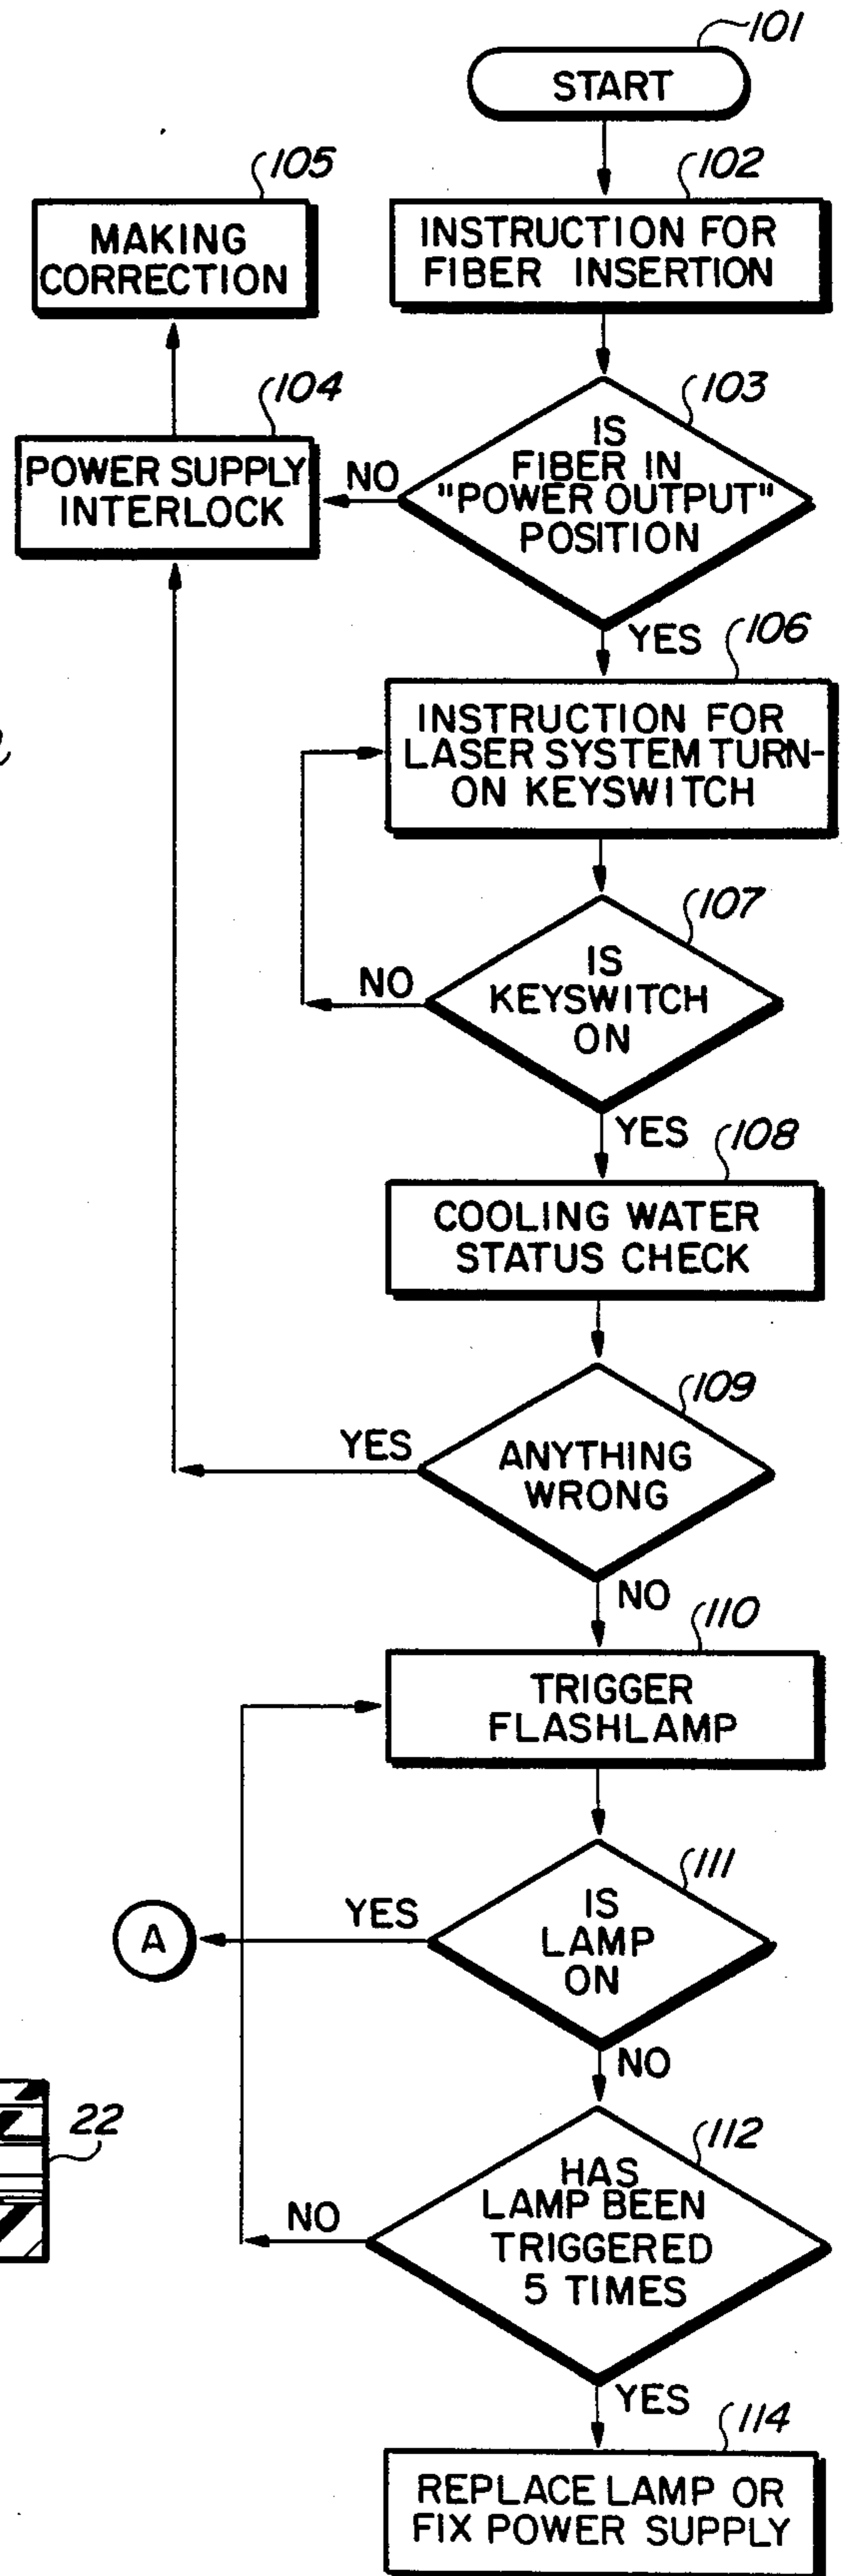 101
START
102
INSTRUCTION FOR
FIBER INSERTION
105
MAKING
CORRECTION
103
IS
FIBER IN
"POWER OUTPUT"
POSITION
NO
104
POWER SUPPLY
INTERLOCK
YES
106
INSTRUCTION FOR
LASER SYSTEM TURN-
ON KEYSWITCH
107
IS
KEYSWITCH
ON
NO
YES
108
COOLING WATER
STATUS CHECK
109
ANYTHING
WRONG
YES
NO
110
TRIGGER
FLASHLAMP
111
IS
LAMP
ON
YES
A
NO
22
112
HAS
LAMP BEEN
TRIGGERED
5 TIMES
NO
YES
114
REPLACE LAMP OR
FIX POWER SUPPLY